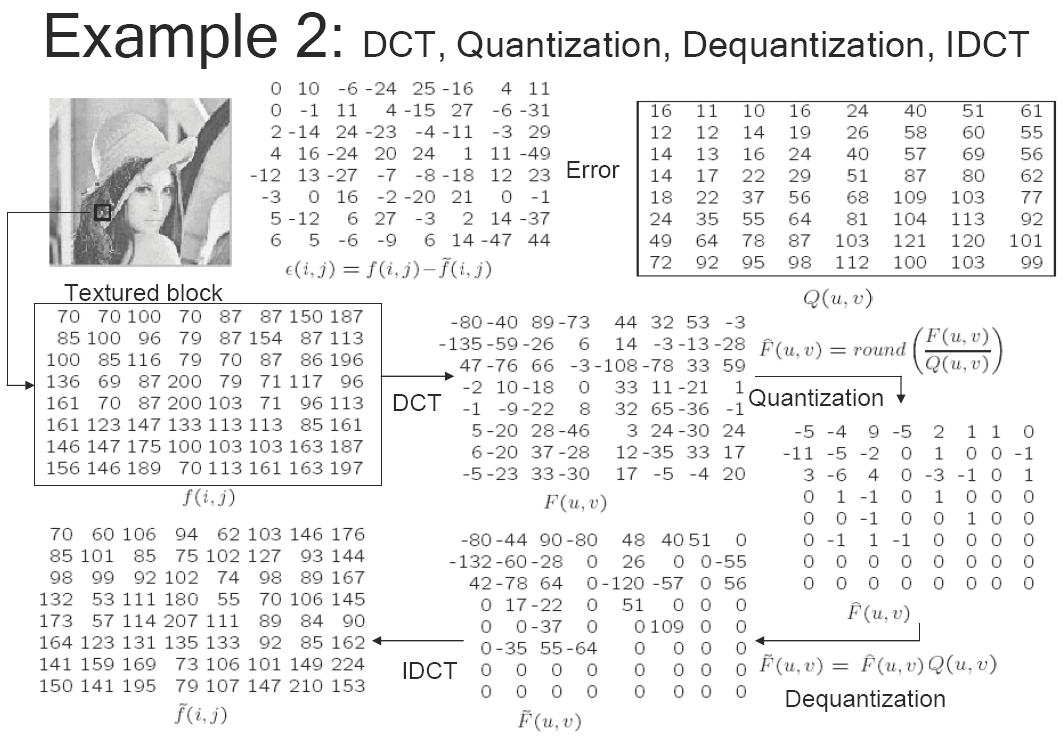 Example 2: DCT, Quantization, Dequantization, IDCT
0 10 -6 -24 25 -16 4 11
0 -1 11 4 -15 27 -6 -31
2 -14 24 -23 -4 -11 -3 29
4 16 -24 20 24 1 11 -49
-12 13 -27 -7 -8 -18 12 23
-3 0 16 -2 -20 21 0 -1
5 -12 6 27 -3 2 14 -37
6 5 -6 -9 6 14 -47 44
ϵ(i,j) = f(i,j)−f̃(i,j)
Error
16 11 10 16 24 40 51 61
12 12 14 19 26 58 60 55
14 13 16 24 40 57 69 56
14 17 22 29 51 87 80 62
18 22 37 56 68 109 103 77
24 35 55 64 81 104 113 92
49 64 78 87 103 121 120 101
72 92 95 98 112 100 103 99
Q(u,v)
Textured block
70 70 100 70 87 87 150 187
85 100 96 79 87 154 87 113
100 85 116 79 70 87 86 196
136 69 87 200 79 71 117 96
161 70 87 200 103 71 96 113
161 123 147 133 113 113 85 161
146 147 175 100 103 103 163 187
156 146 189 70 113 161 163 197
f(i,j)
DCT
-80 -40 89 -73 44 32 53 -3
-135 -59 -26 6 14 -3 -13 -28
47 -76 66 -3 -108 -78 33 59
-2 10 -18 0 33 11 -21 1
-1 -9 -22 8 32 65 -36 -1
5 -20 28 -46 3 24 -30 24
6 -20 37 -28 12 -35 33 17
-5 -23 33 -30 17 -5 -4 20
F(u,v)
F̂(u,v) = round(F(u,v)/Q(u,v))
Quantization
-5 -4 9 -5 2 1 1 0
-11 -5 -2 0 1 0 0 -1
3 -6 4 0 -3 -1 0 1
0 1 -1 0 1 0 0 0
0 0 -1 0 0 1 0 0
0 -1 1 -1 0 0 0 0
0 0 0 0 0 0 0 0
0 0 0 0 0 0 0 0
F̂(u,v)
F̃(u,v) = F̂(u,v)Q(u,v)
Dequantization
-80 -44 90 -80 48 40 51 0
-132 -60 -28 0 26 0 0 -55
42 -78 64 0 -120 -57 0 56
0 17 -22 0 51 0 0 0
0 0 -37 0 0 109 0 0
0 -35 55 -64 0 0 0 0
0 0 0 0 0 0 0 0
0 0 0 0 0 0 0 0
F̃(u,v)
IDCT
70 60 106 94 62 103 146 176
85 101 85 75 102 127 93 144
98 99 92 102 74 98 89 167
132 53 111 180 55 70 106 145
173 57 114 207 111 89 84 90
164 123 131 135 133 92 85 162
141 159 169 73 106 101 149 224
150 141 195 79 107 147 210 153
f̃(i,j)